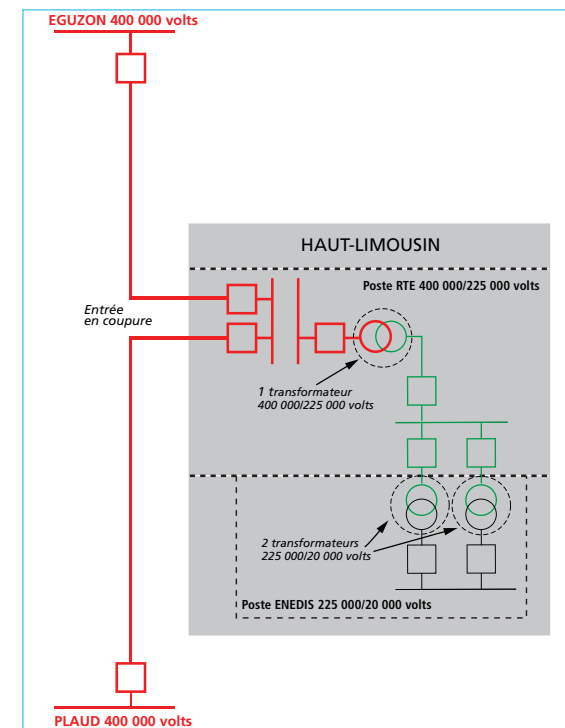 EGUZON 400 000 volts
HAUT-LIMOUSIN
Poste RTE 400 000/225 000 volts
Entrée
en coupure
1 transformateur
400 000/225 000 volts
2 transformateurs
225 000/20 000 volts
Poste ENEDIS 225 000/20 000 volts
PLAUD 400 000 volts